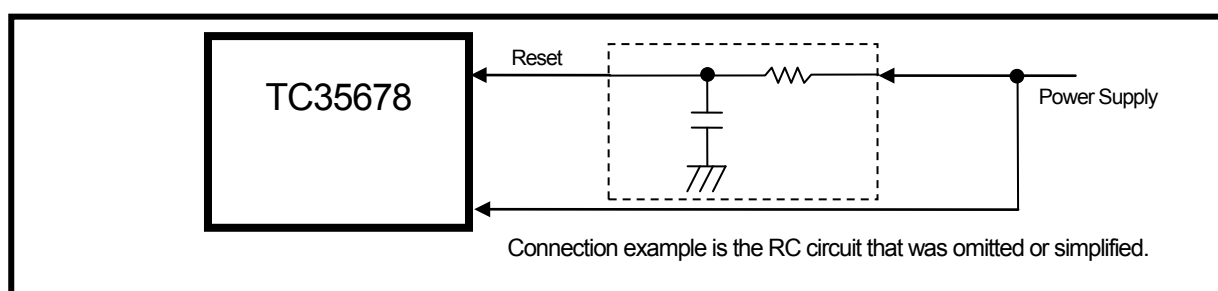 Reset
TC35678
Power Supply
Connection example is the RC circuit that was omitted or simplified.